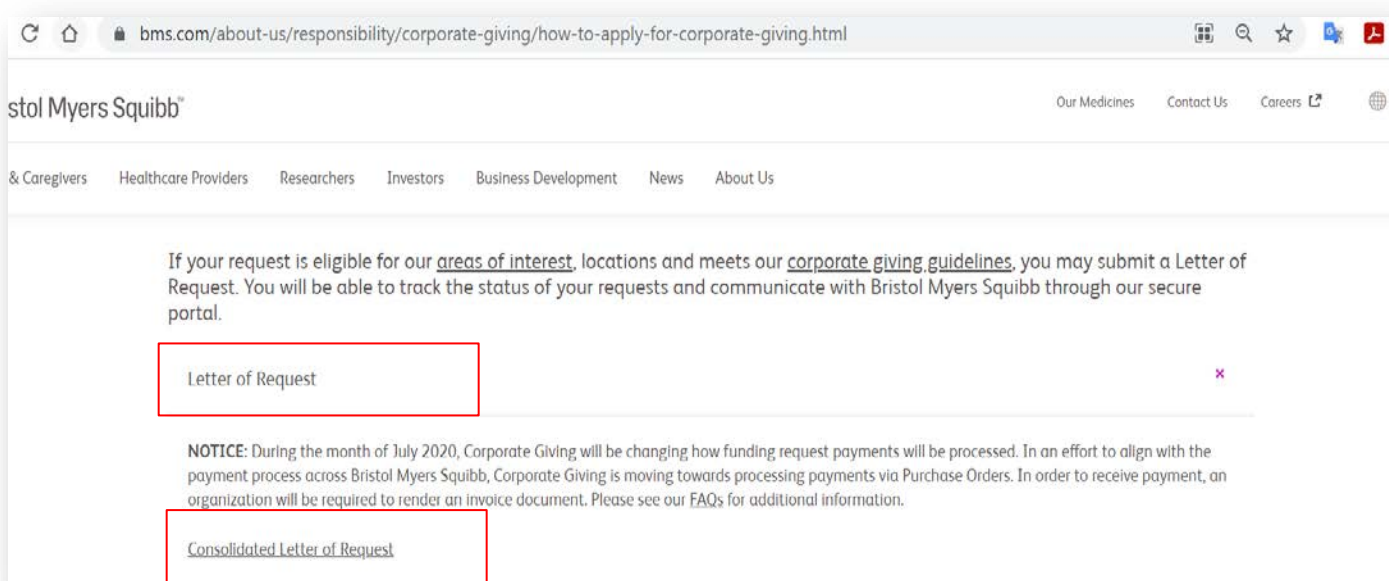 bms.com/about-us/responsibility/corporate-giving/how-to-apply-for-corporate-giving.html
stol Myers Squibb™
Our Medicines Contact Us Careers
& Caregivers Healthcare Providers Researchers Investors Business Development News About Us
If your request is eligible for our areas of interest, locations and meets our corporate giving guidelines, you may submit a Letter of
Request. You will be able to track the status of your requests and communicate with Bristol Myers Squibb through our secure
portal.
Letter of Request
NOTICE: During the month of July 2020, Corporate Giving will be changing how funding request payments will be processed. In an effort to align with the
payment process across Bristol Myers Squibb, Corporate Giving is moving towards processing payments via Purchase Orders. In order to receive payment, an
organization will be required to render an invoice document. Please see our FAQs for additional information.
Consolidated Letter of Request